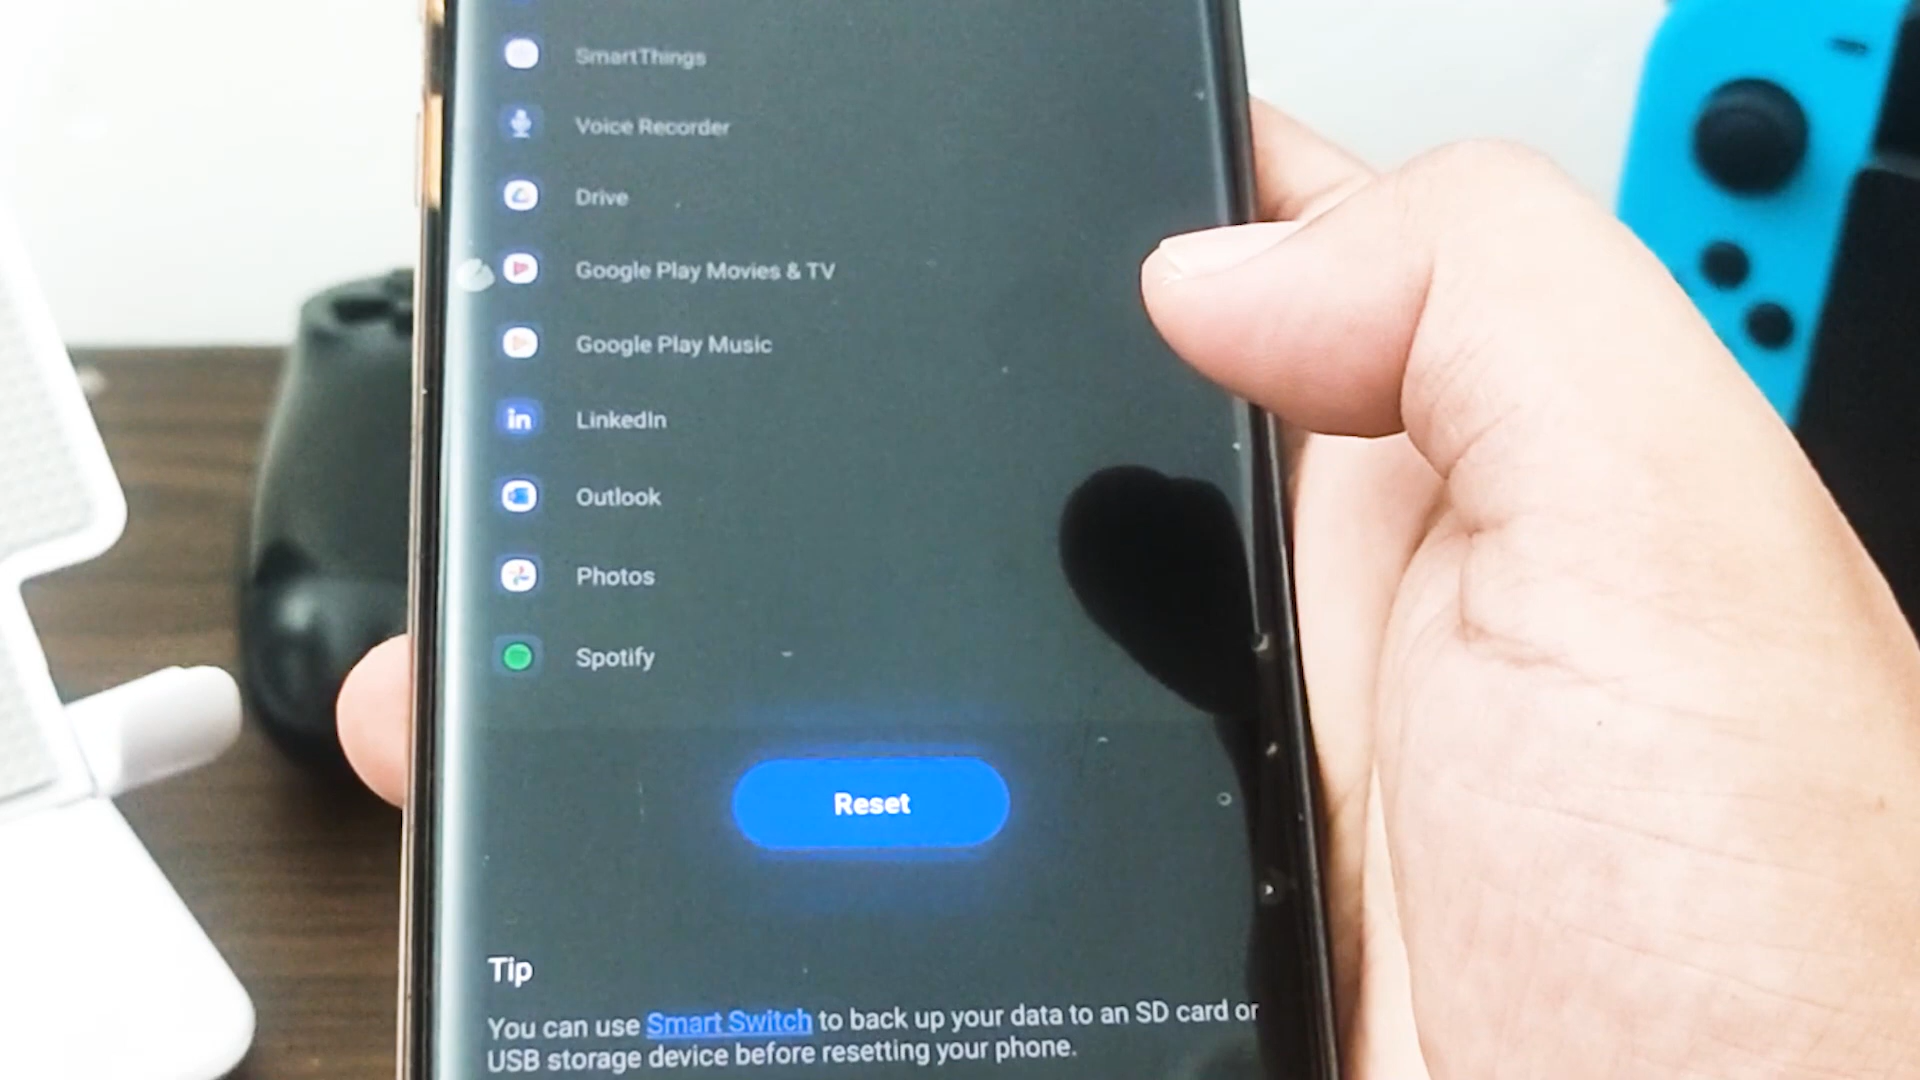 SmartThings
Voice Recorder
Drive
Google Play Movies & TV
Google Play Music
in LinkedIn
Outlook
Photos
Spotify
Reset
Tip
You can use Smart Switch to back up your data to an SD card or
USB storage device before resetting your phone.